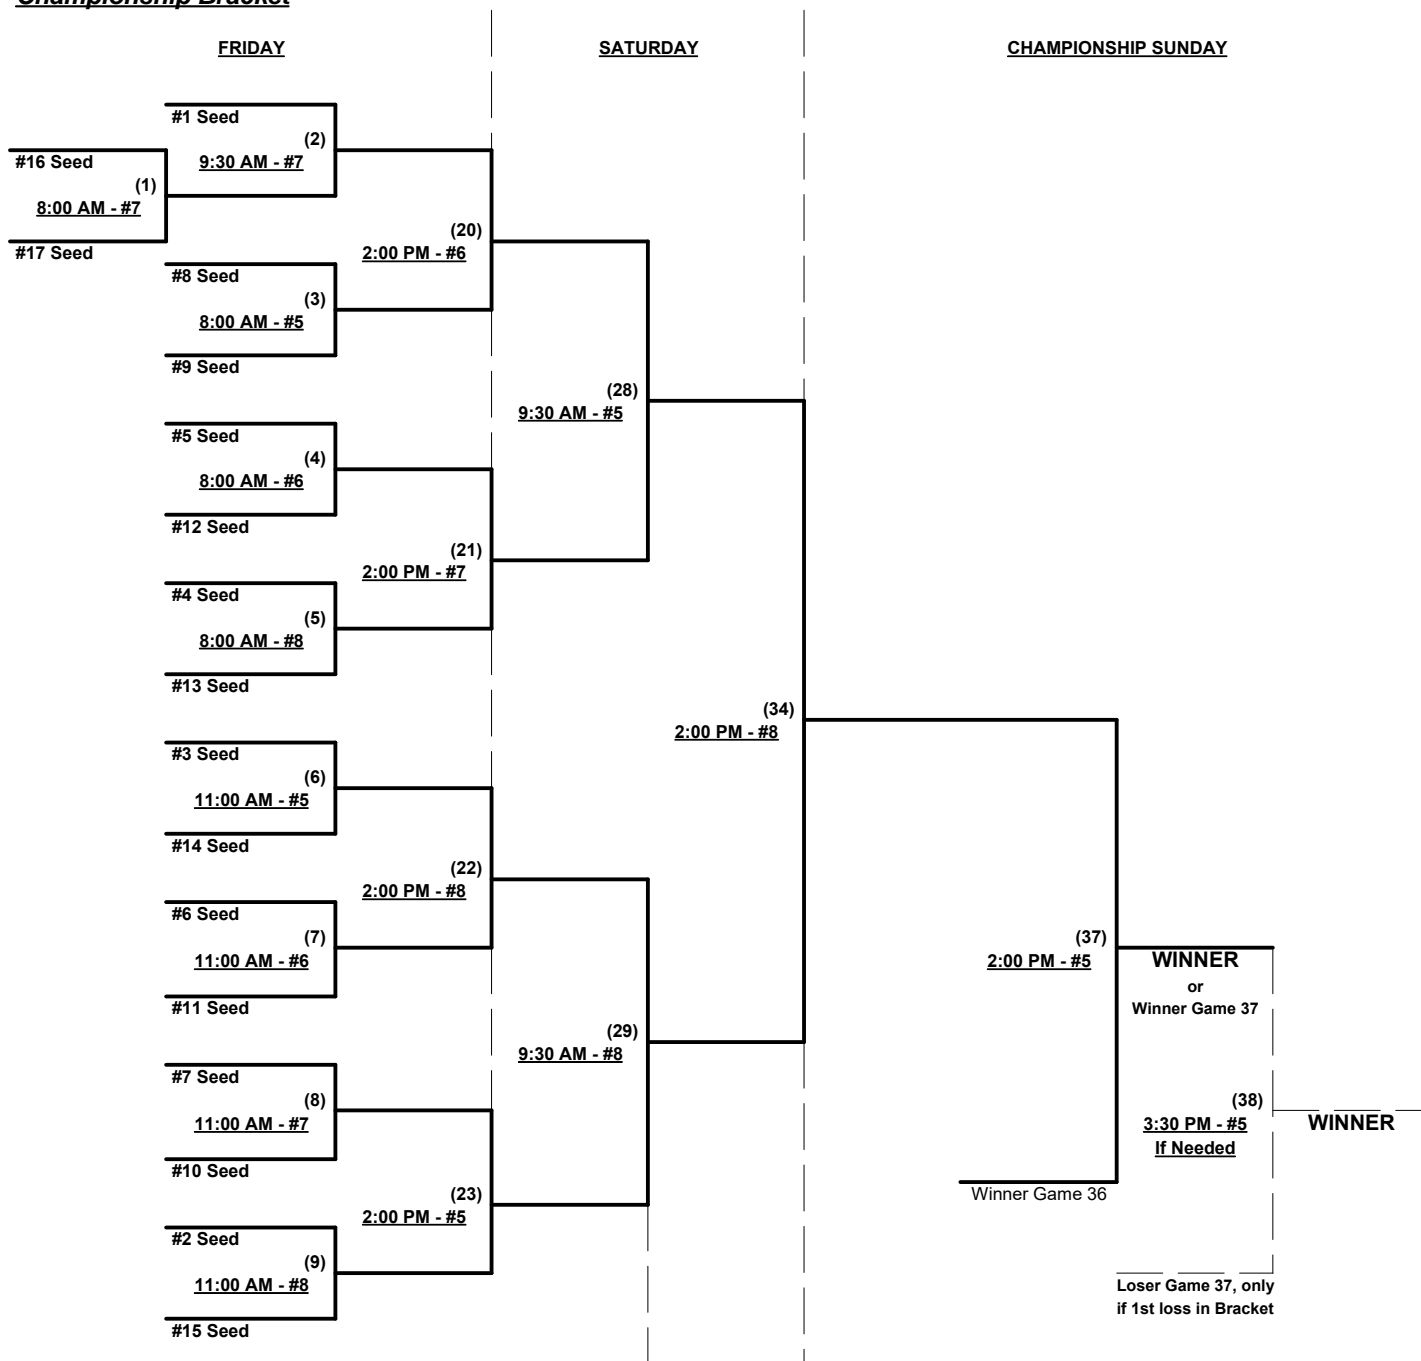 Championship Bracket
FRIDAY
SATURDAY
CHAMPIONSHIP SUNDAY
#1 Seed
(2)
9:30 AM - #7
#16 Seed
(1)
8:00 AM - #7
#17 Seed
(20)
2:00 PM - #6
#8 Seed
(3)
8:00 AM - #5
#9 Seed
(28)
9:30 AM - #5
#5 Seed
(4)
8:00 AM - #6
#12 Seed
(21)
2:00 PM - #7
#4 Seed
(5)
8:00 AM - #8
#13 Seed
(34)
2:00 PM - #8
#3 Seed
(6)
11:00 AM - #5
#14 Seed
(22)
2:00 PM - #8
#6 Seed
(7)
11:00 AM - #6
#11 Seed
(37)
2:00 PM - #5
WINNER
or
Winner Game 37
(29)
9:30 AM - #8
#7 Seed
(8)
11:00 AM - #7
#10 Seed
(38)
3:30 PM - #5
If Needed
WINNER
(23)
2:00 PM - #5
Winner Game 36
#2 Seed
(9)
11:00 AM - #8
#15 Seed
Loser Game 37, only
if 1st loss in Bracket